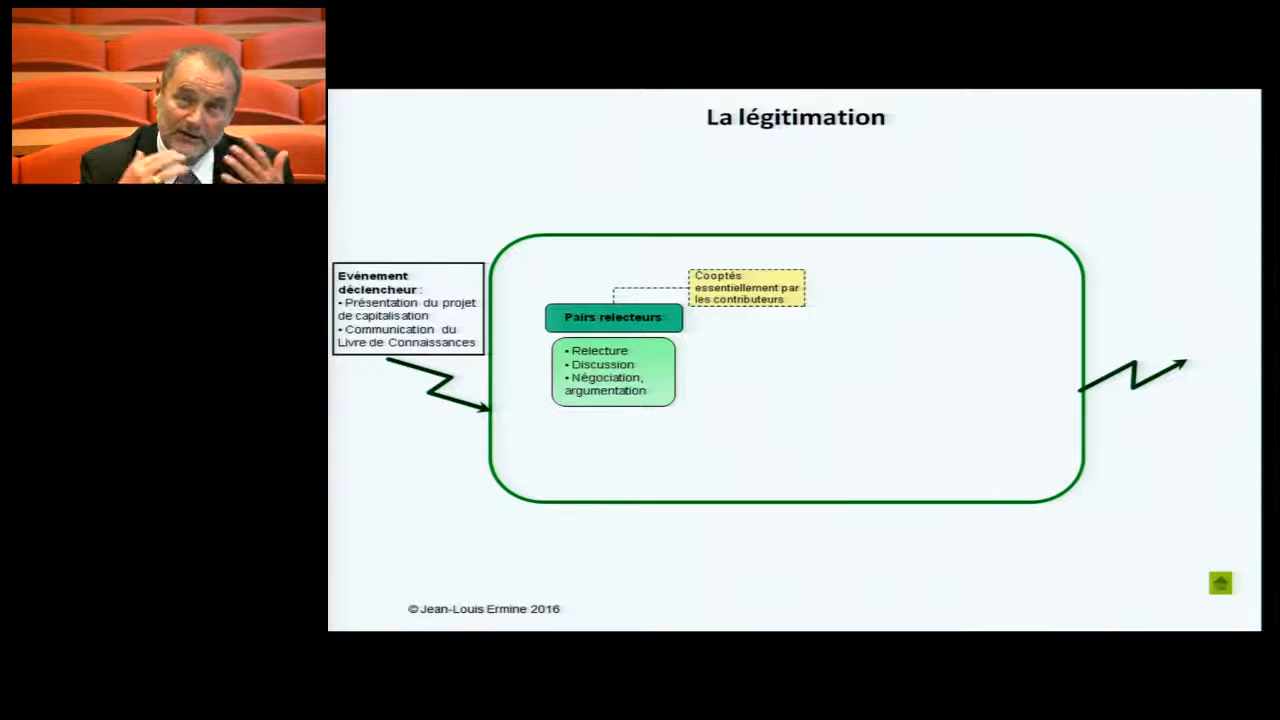 La légitimation
Evénement
déclencheur :
• Présentation du projet
de capitalisation
• Communication du
Livre de Connaissances
Cooptés
essentiellement par
les contributeurs
Pairs relecteurs
• Relecture
• Discussion
• Négociation,
argumentation
© Jean-Louis Ermine 2016